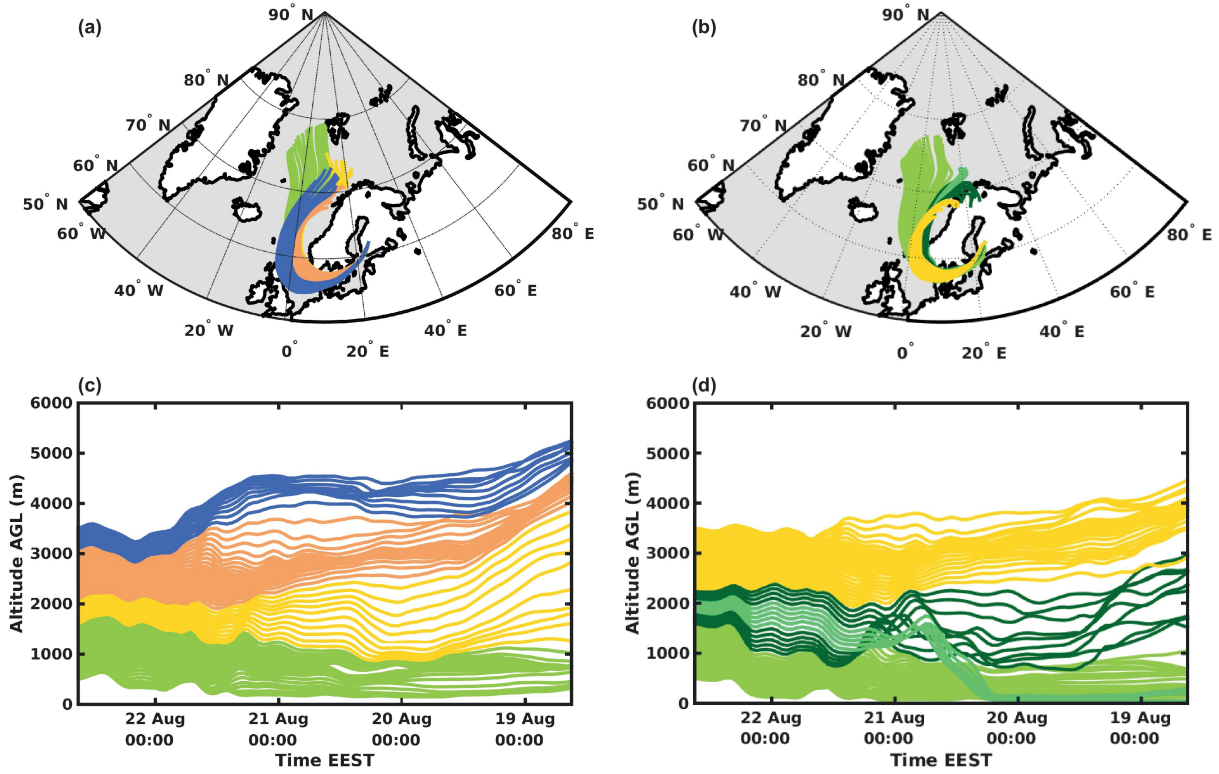 (a)
90° N
80° N
70° N
60° N
50° N
60° W
40° W
20° W
0°
20° E
40° E
60° E
80° E
(b)
90° N
80° N
70° N
60° N
50° N
60° W
40° W
20° W
0°
20° E
40° E
60° E
80° E
(c)
Altitude AGL (m)
6000
5000
4000
3000
2000
1000
0
22 Aug 21 Aug 20 Aug 19 Aug
00:00 00:00 00:00 00:00
Time EEST
(d)
Altitude AGL (m)
6000
5000
4000
3000
2000
1000
0
22 Aug 21 Aug 20 Aug 19 Aug
00:00 00:00 00:00 00:00
Time EEST